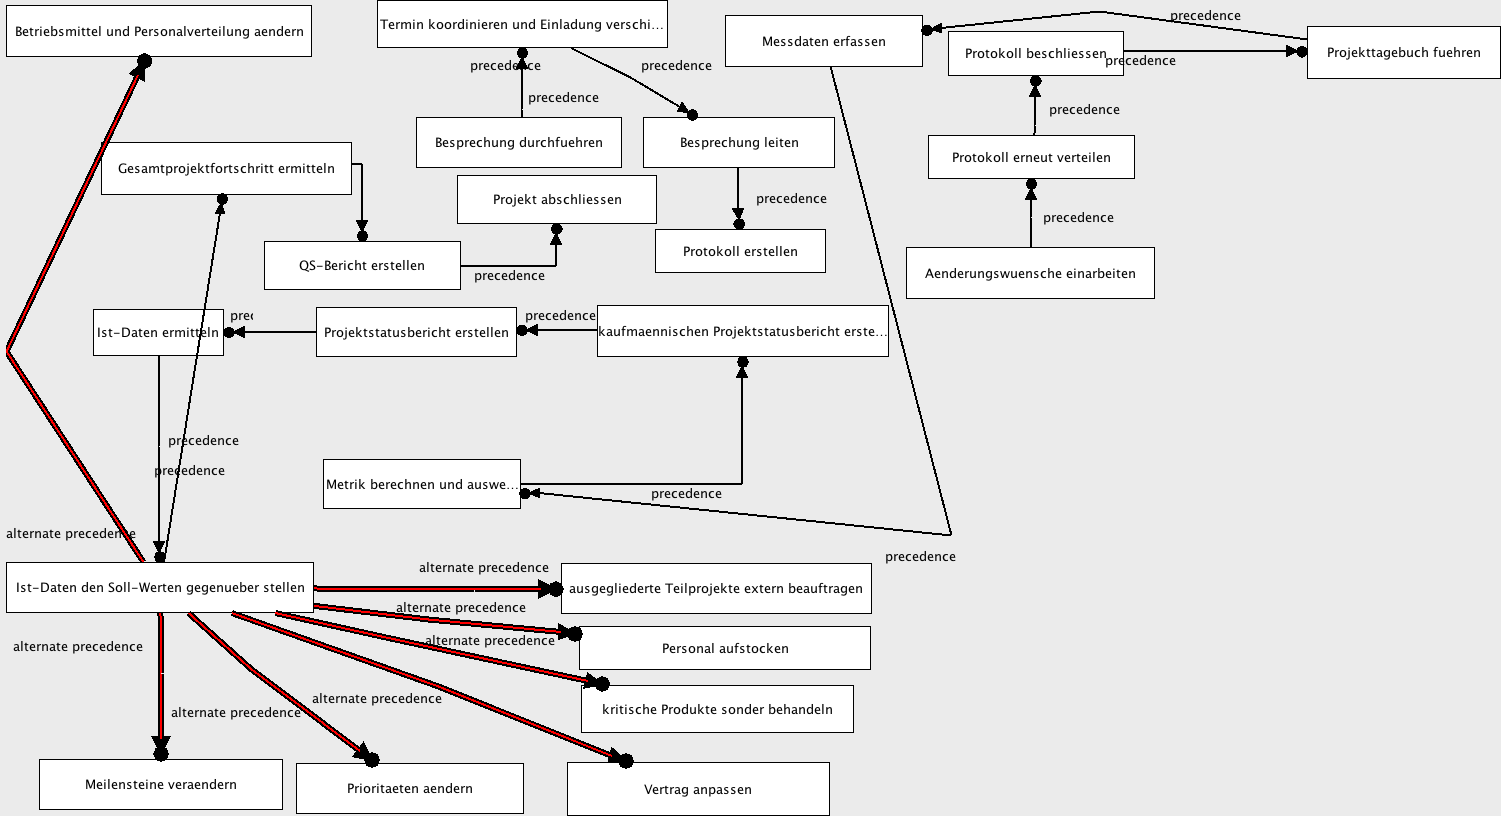 Betriebsmittel und Personalverteilung aendern
Termin koordinieren und Einladung verschi...
Messdaten erfassen
precedence
Protokoll beschliessen
precedence
Projekttagebuch fuehren
precedence
precedence
precedence
precedence
Besprechung durchfuehren
Besprechung leiten
Protokoll erneut verteilen
Gesamtprojektfortschritt ermitteln
Projekt abschliessen
precedence
precedence
QS-Bericht erstellen
precedence
Protokoll erstellen
Aenderungswuensche einarbeiten
Ist-Daten ermitteln
prec
Projektstatusbericht erstellen
precedence
kaufmaennischen Projektstatusbericht erste...
precedence
precedence
Metrik berechnen und auswe...
precedence
alternate precedence
precedence
Ist-Daten den Soll-Werten gegenueber stellen
alternate precedence
ausgegliederte Teilprojekte extern beauftragen
alternate precedence
alternate precedence
Personal aufstocken
alternate precedence
alternate precedence
alternate precedence
kritische Produkte sonder behandeln
Meilensteine veraendern
Prioritaeten aendern
Vertrag anpassen